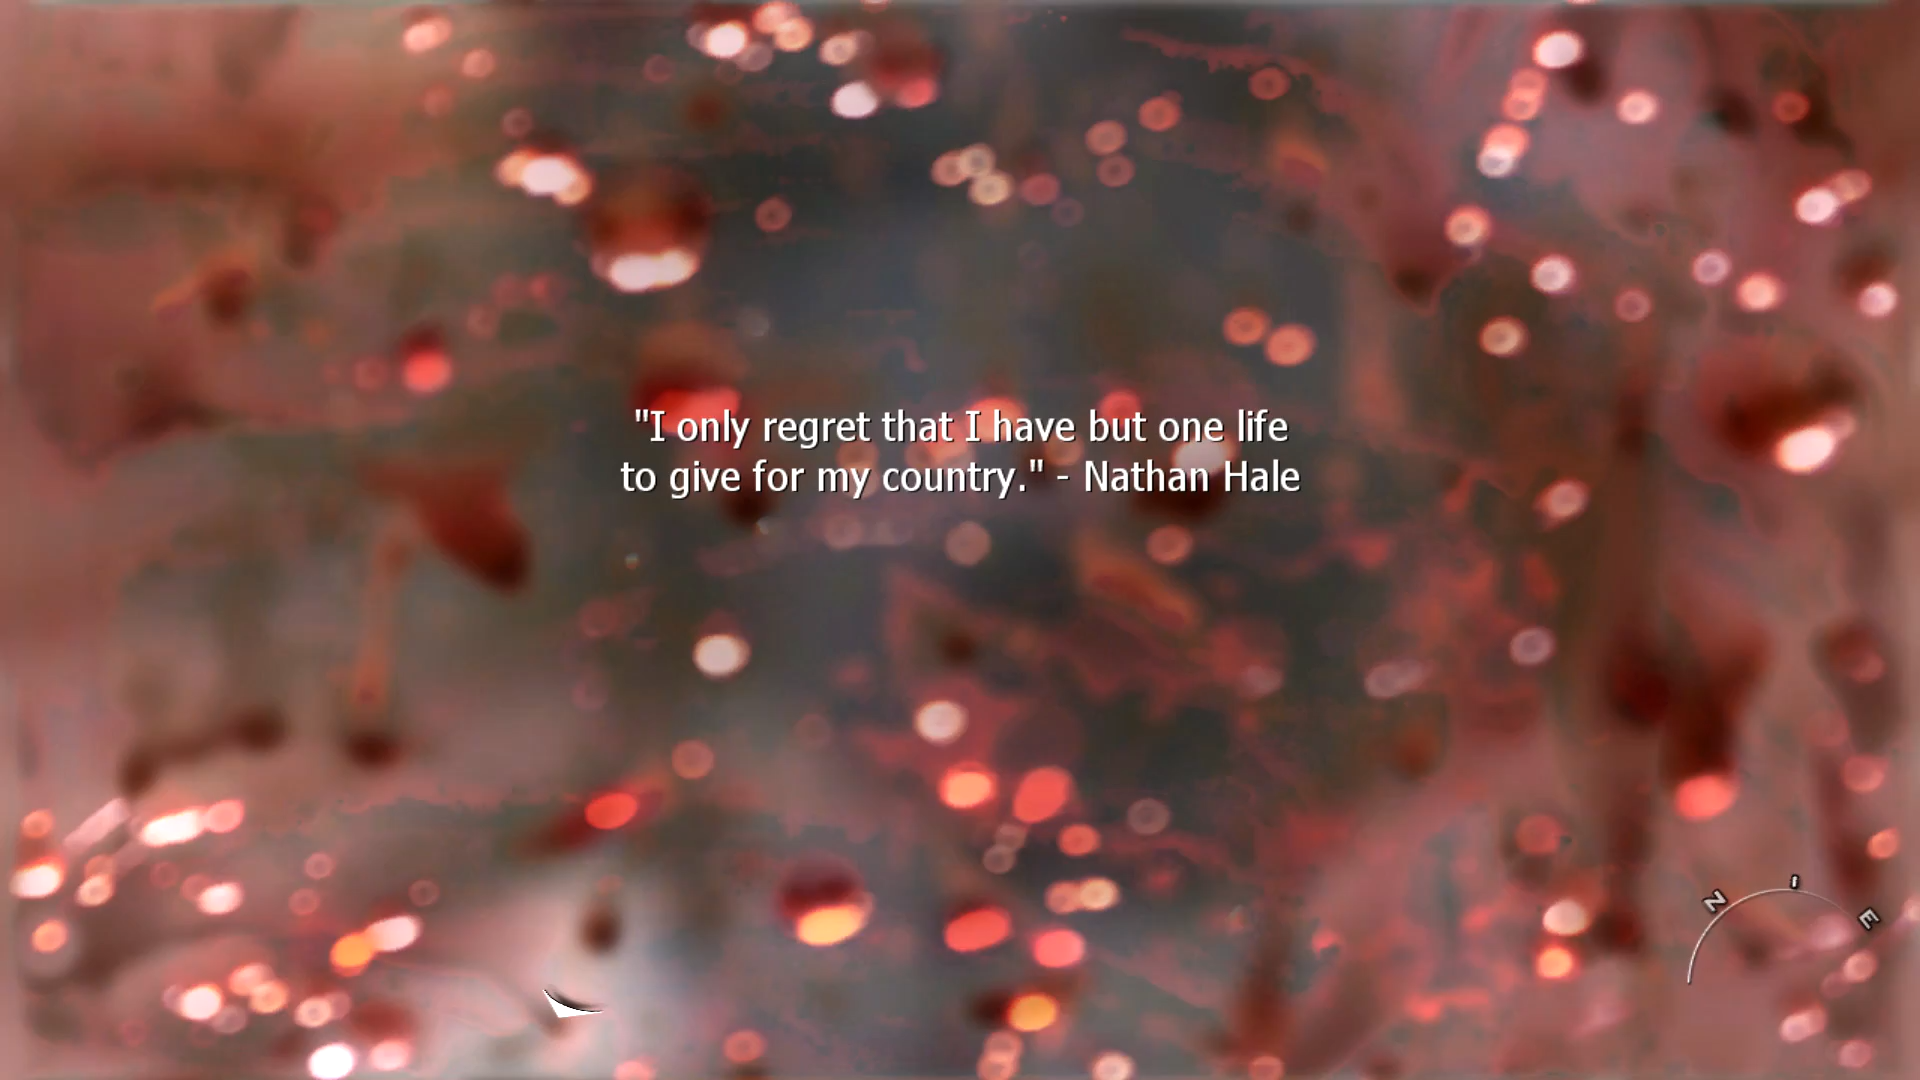 "I only regret that I have but one life
to give for my country." - Nathan Hale
N
E